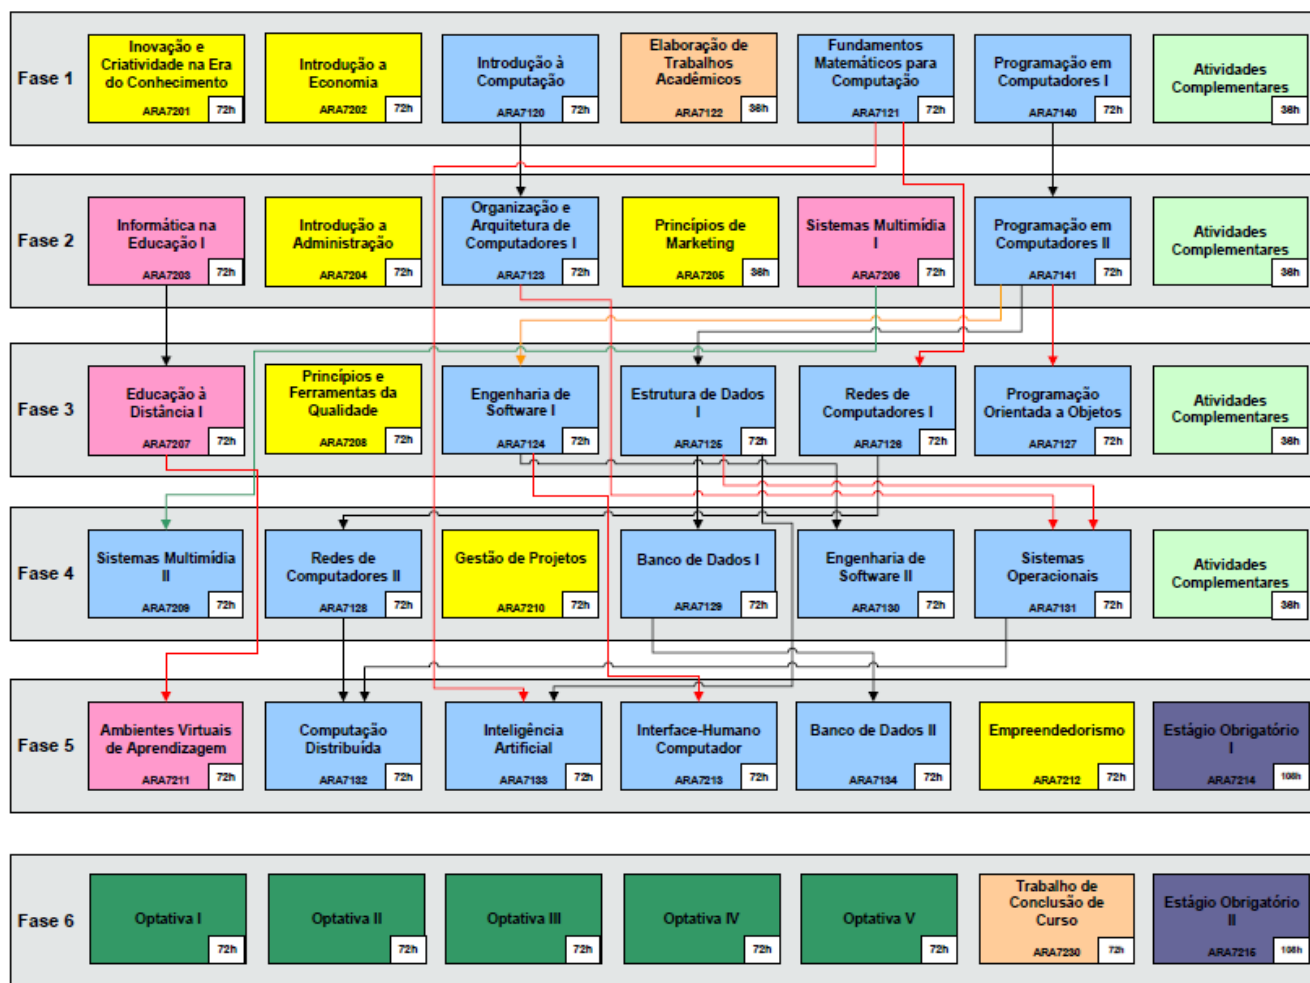 Fase 1
Inovação e
Criatividade na Era
do Conhecimento
ARA7201 72h
Introdução a
Economia
ARA7202 72h
Introdução à
Computação
ARA7120 72h
Elaboração de
Trabalhos
Acadêmicos
ARA7122 36h
Fundamentos
Matemáticos para
Computação
ARA7121 72h
Programação em
Computadores I
ARA7140 72h
Atividades
Complementares
36h
Fase 2
Informática na
Educação I
ARA7203 72h
Introdução a
Administração
ARA7204 72h
Organização e
Arquitetura de
Computadores I
ARA7123 72h
Princípios de
Marketing
ARA7205 36h
Sistemas Multimídia
I
ARA7206 72h
Programação em
Computadores II
ARA7141 72h
Atividades
Complementares
36h
Fase 3
Educação à
Distância I
ARA7207 72h
Princípios e
Ferramentas da
Qualidade
ARA7208 72h
Engenharia de
Software I
ARA7124 72h
Estrutura de Dados
I
ARA7125 72h
Redes de
Computadores I
ARA7126 72h
Programação
Orientada a Objetos
ARA7127 72h
Atividades
Complementares
36h
Fase 4
Sistemas Multimídia
II
ARA7209 72h
Redes de
Computadores II
ARA7128 72h
Gestão de Projetos
ARA7210 72h
Banco de Dados I
ARA7129 72h
Engenharia de
Software II
ARA7130 72h
Sistemas
Operacionais
ARA7131 72h
Atividades
Complementares
36h
Fase 5
Ambientes Virtuais
de Aprendizagem
ARA7211 72h
Computação
Distribuída
ARA7132 72h
Inteligência
Artificial
ARA7133 72h
Interface-Humano
Computador
ARA7213 72h
Banco de Dados II
ARA7134 72h
Empreendedorismo
ARA7212 72h
Estágio Obrigatório
I
ARA7214 108h
Fase 6
Optativa I
72h
Optativa II
72h
Optativa III
72h
Optativa IV
72h
Optativa V
72h
Trabalho de
Conclusão de
Curso
ARA7230 72h
Estágio Obrigatório
II
ARA7215 108h